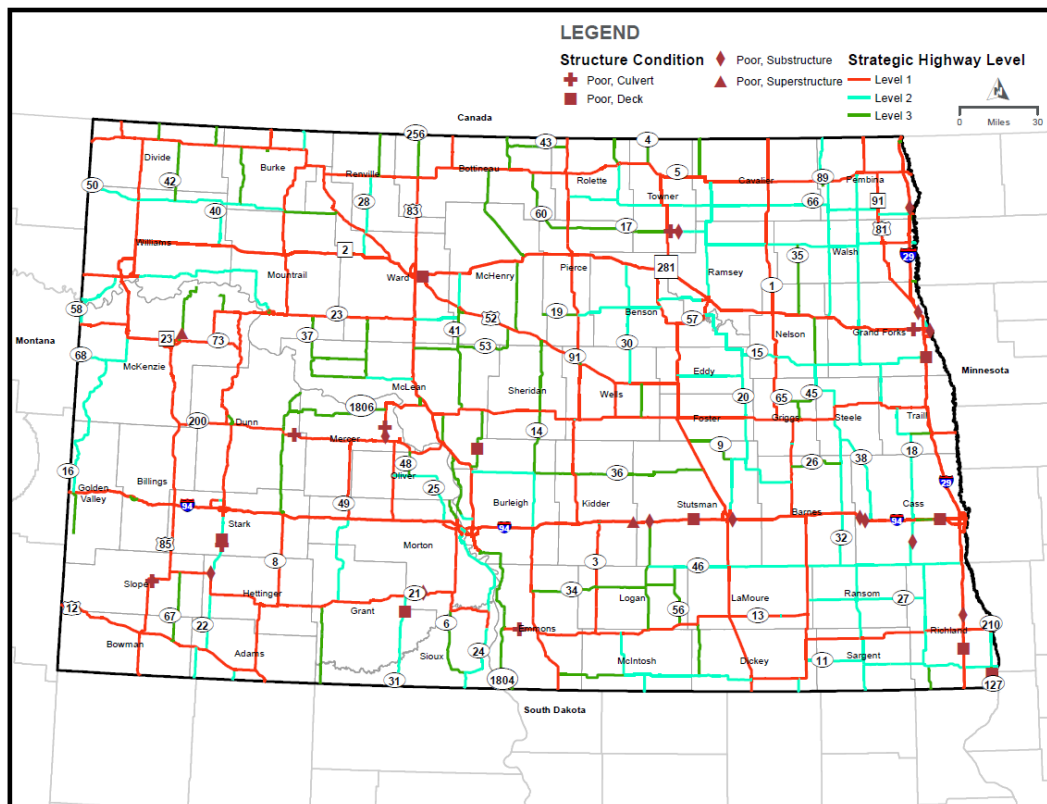 LEGEND
Structure Condition
Poor, Culvert
Poor, Deck
Poor, Substructure
Poor, Superstructure
Strategic Highway Level
Level 1
Level 2
Level 3
0 Miles 30
Canada
256
43
4
Divide
Burke
Renville
Bottineau
Rolette
Towner
5
Cavalier
89
Pembina
50
42
40
28
83
60
17
66
91
81
Williams
2
Ward
McHenry
Pierce
281
Ramsey
35
Walsh
29
Mountrail
1
58
23
52
19
Benson
57
Nelson
Grand Forks
Montana
23
73
37
41
53
30
15
68
McKenzie
91
Eddy
Minnesota
McLean
Sheridan
Wells
20
65
45
1806
200
Dunn
Mercer
14
Foster
Griggs
Steele
Traill
9
48
18
16
Golden
Valley
Billings
Oliver
25
36
26
38
29
94
49
Burleigh
Kidder
Stutsman
Barnes
Cass
Stark
94
94
85
Morton
32
8
3
46
Slope
21
34
Logan
LaMoure
Ransom
12
67
Hettinger
Grant
56
27
22
6
Emmons
13
210
Bowman
Adams
Sioux
24
McIntosh
Dickey
11
Sargent
Richland
31
1804
127
South Dakota